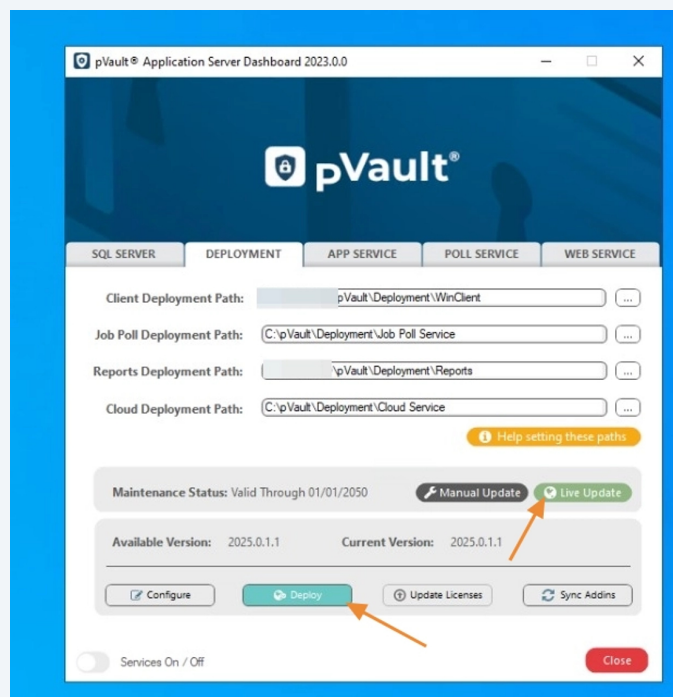 pVault® Application Server Dashboard 2023.0.0
pVault®
SQL SERVER DEPLOYMENT APP SERVICE POLL SERVICE WEB SERVICE
Client Deployment Path: pVault\Deployment\WinClient ...
Job Poll Deployment Path: C:\pVault\Deployment\Job Poll Service ...
Reports Deployment Path: \pVault\Deployment\Reports ...
Cloud Deployment Path: C:\pVault\Deployment\Cloud Service ...
Help setting these paths
Maintenance Status: Valid Through 01/01/2050 Manual Update Live Update
Available Version: 2025.0.1.1 Current Version: 2025.0.1.1
Configure Deploy Update Licenses Sync Addins
Services On / Off Close